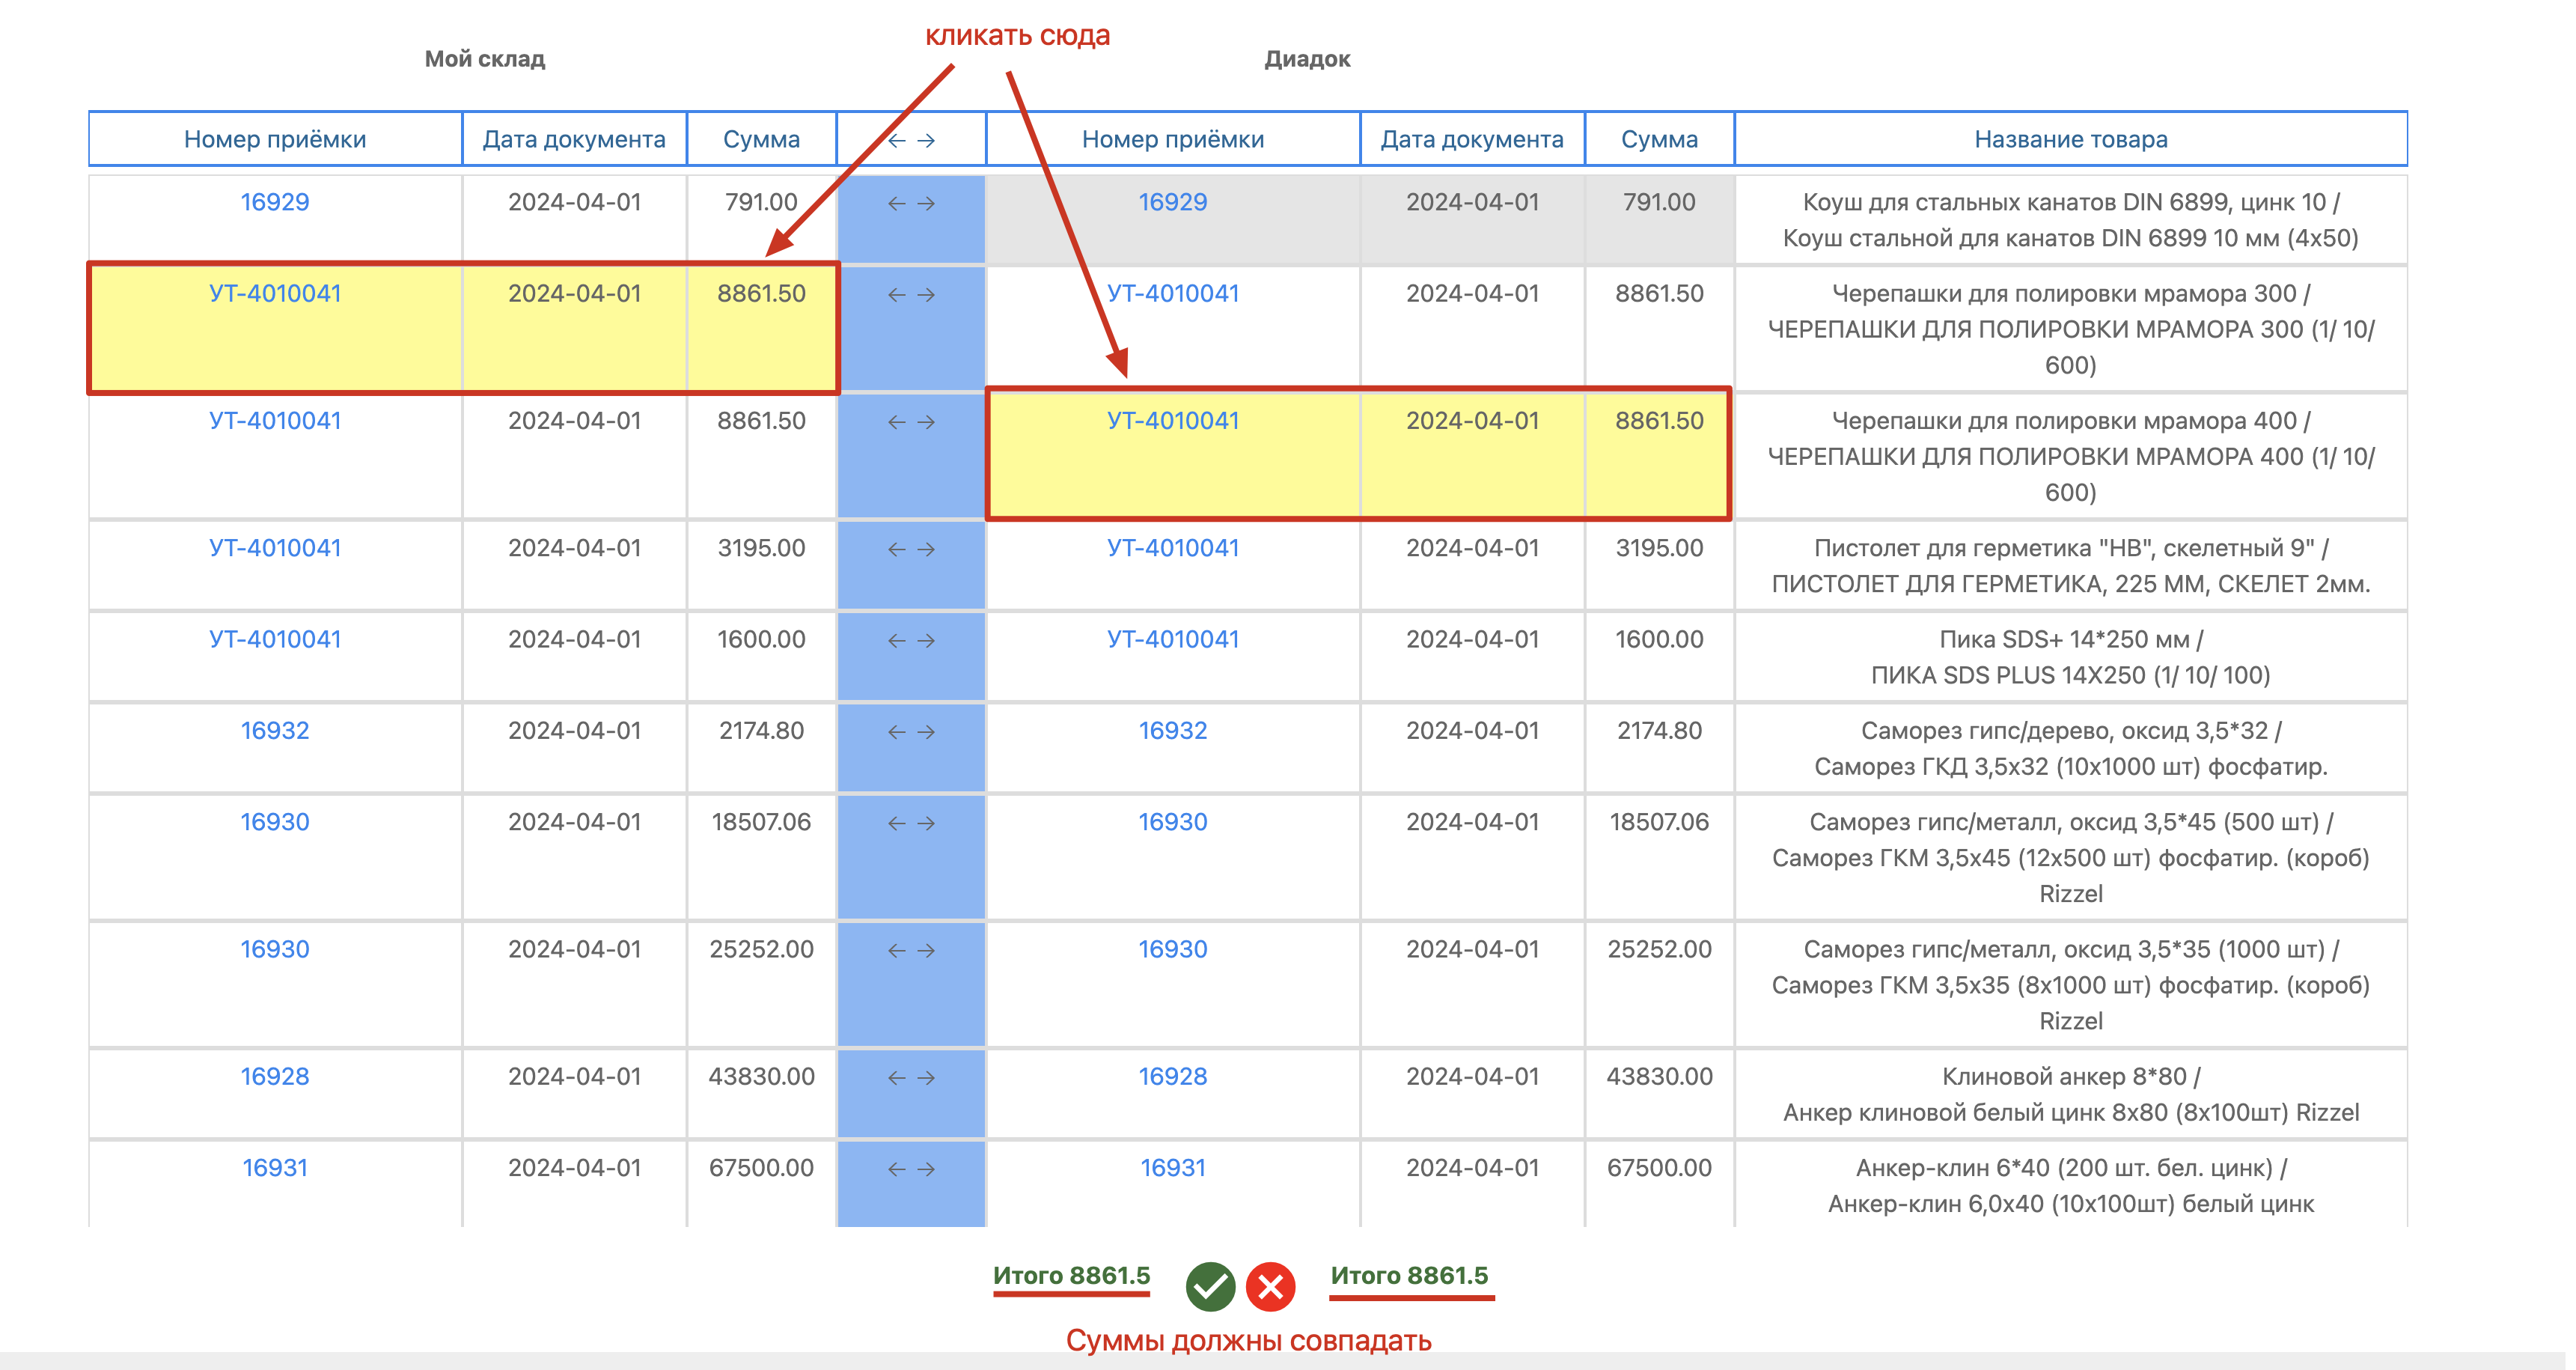 кликать сюда
Мой склад
Диадок
Номер приёмки Дата документа Сумма ← → Номер приёмки Дата документа Сумма Название товара
16929 2024-04-01 791.00 ← → 16929 2024-04-01 791.00 Коуш для стальных канатов DIN 6899, цинк 10 /
Коуш стальной для канатов DIN 6899 10 мм (4х50)
УТ-4010041 2024-04-01 8861.50 ← → УТ-4010041 2024-04-01 8861.50 Черепашки для полировки мрамора 300 /
ЧЕРЕПАШКИ ДЛЯ ПОЛИРОВКИ МРАМОРА 300 (1/ 10/
600)
УТ-4010041 2024-04-01 8861.50 ← → УТ-4010041 2024-04-01 8861.50 Черепашки для полировки мрамора 400 /
ЧЕРЕПАШКИ ДЛЯ ПОЛИРОВКИ МРАМОРА 400 (1/ 10/
600)
УТ-4010041 2024-04-01 3195.00 ← → УТ-4010041 2024-04-01 3195.00 Пистолет для герметика "НВ", скелетный 9" /
ПИСТОЛЕТ ДЛЯ ГЕРМЕТИКА, 225 ММ, СКЕЛЕТ 2мм.
УТ-4010041 2024-04-01 1600.00 ← → УТ-4010041 2024-04-01 1600.00 Пика SDS+ 14*250 мм /
ПИКА SDS PLUS 14X250 (1/ 10/ 100)
16932 2024-04-01 2174.80 ← → 16932 2024-04-01 2174.80 Саморез гипс/дерево, оксид 3,5*32 /
Саморез ГКД 3,5х32 (10х1000 шт) фосфатир.
16930 2024-04-01 18507.06 ← → 16930 2024-04-01 18507.06 Саморез гипс/металл, оксид 3,5*45 (500 шт) /
Саморез ГКМ 3,5х45 (12х500 шт) фосфатир. (короб)
Rizzel
16930 2024-04-01 25252.00 ← → 16930 2024-04-01 25252.00 Саморез гипс/металл, оксид 3,5*35 (1000 шт) /
Саморез ГКМ 3,5х35 (8х1000 шт) фосфатир. (короб)
Rizzel
16928 2024-04-01 43830.00 ← → 16928 2024-04-01 43830.00 Клиновой анкер 8*80 /
Анкер клиновой белый цинк 8х80 (8х100шт) Rizzel
16931 2024-04-01 67500.00 ← → 16931 2024-04-01 67500.00 Анкер-клин 6*40 (200 шт. бел. цинк) /
Анкер-клин 6,0х40 (10х100шт) белый цинк
Итого 8861.5 Итого 8861.5
Суммы должны совпадать